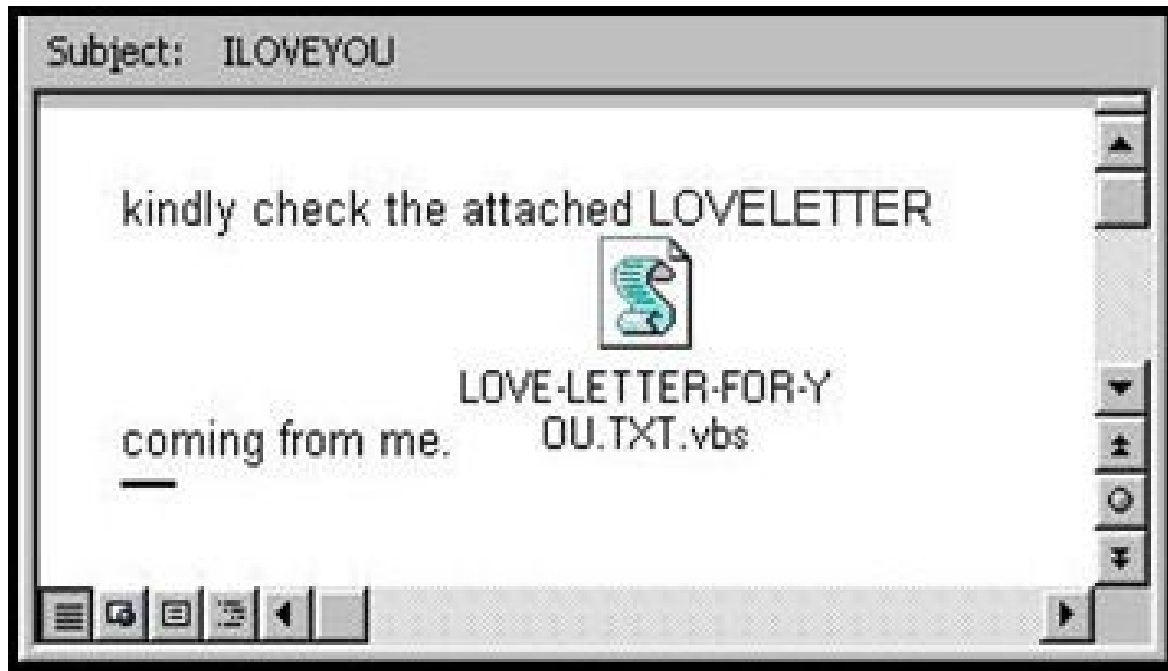 Subject: ILOVEYOU
kindly check the attached LOVELETTER
LOVE-LETTER-FOR-Y
OU.TXT.vbs
coming from me.